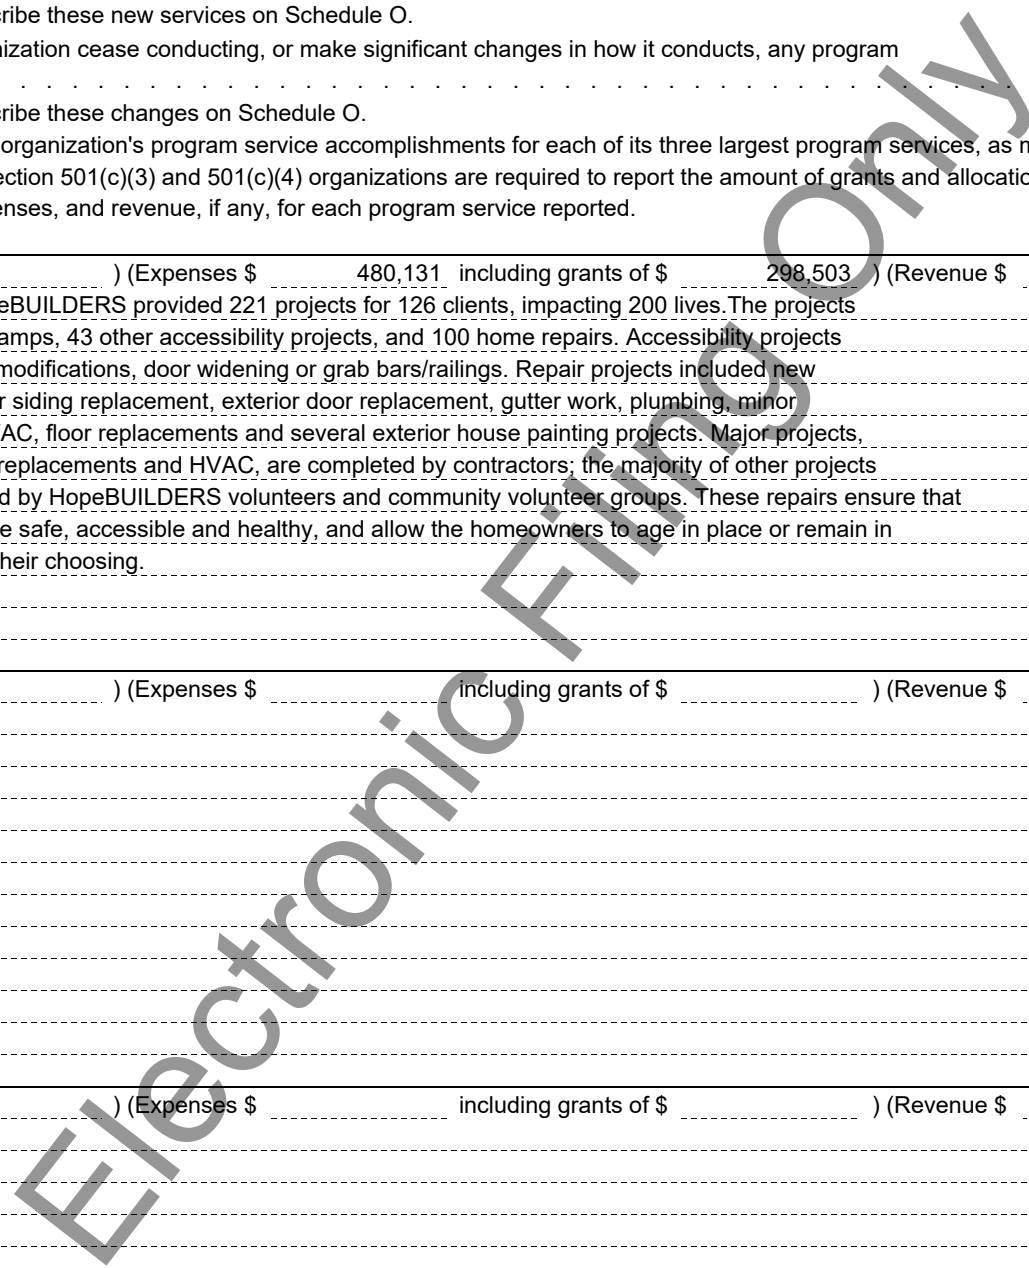 cribe these new services on Schedule O.
nization cease conducting, or make significant changes in how it conducts, any program
. . . . . . . . . . . . . . . . . . . . . . . . . . . . . . . . . . . . . . .
cribe these changes on Schedule O.
organization's program service accomplishments for each of its three largest program services, as m
ection 501(c)(3) and 501(c)(4) organizations are required to report the amount of grants and allocatio
enses, and revenue, if any, for each program service reported.
) (Expenses $ 480,131 including grants of $ 298,503 ) (Revenue $
eBUILDERS provided 221 projects for 126 clients, impacting 200 lives.The projects
amps, 43 other accessibility projects, and 100 home repairs. Accessibility projects
modifications, door widening or grab bars/railings. Repair projects included new
r siding replacement, exterior door replacement, gutter work, plumbing, minor
AC, floor replacements and several exterior house painting projects. Major projects,
replacements and HVAC, are completed by contractors; the majority of other projects
d by HopeBUILDERS volunteers and community volunteer groups. These repairs ensure that
e safe, accessible and healthy, and allow the homeowners to age in place or remain in
heir choosing.
) (Expenses $ including grants of $ ) (Revenue $
) (Expenses $ including grants of $ ) (Revenue $
Electronic Filing Only